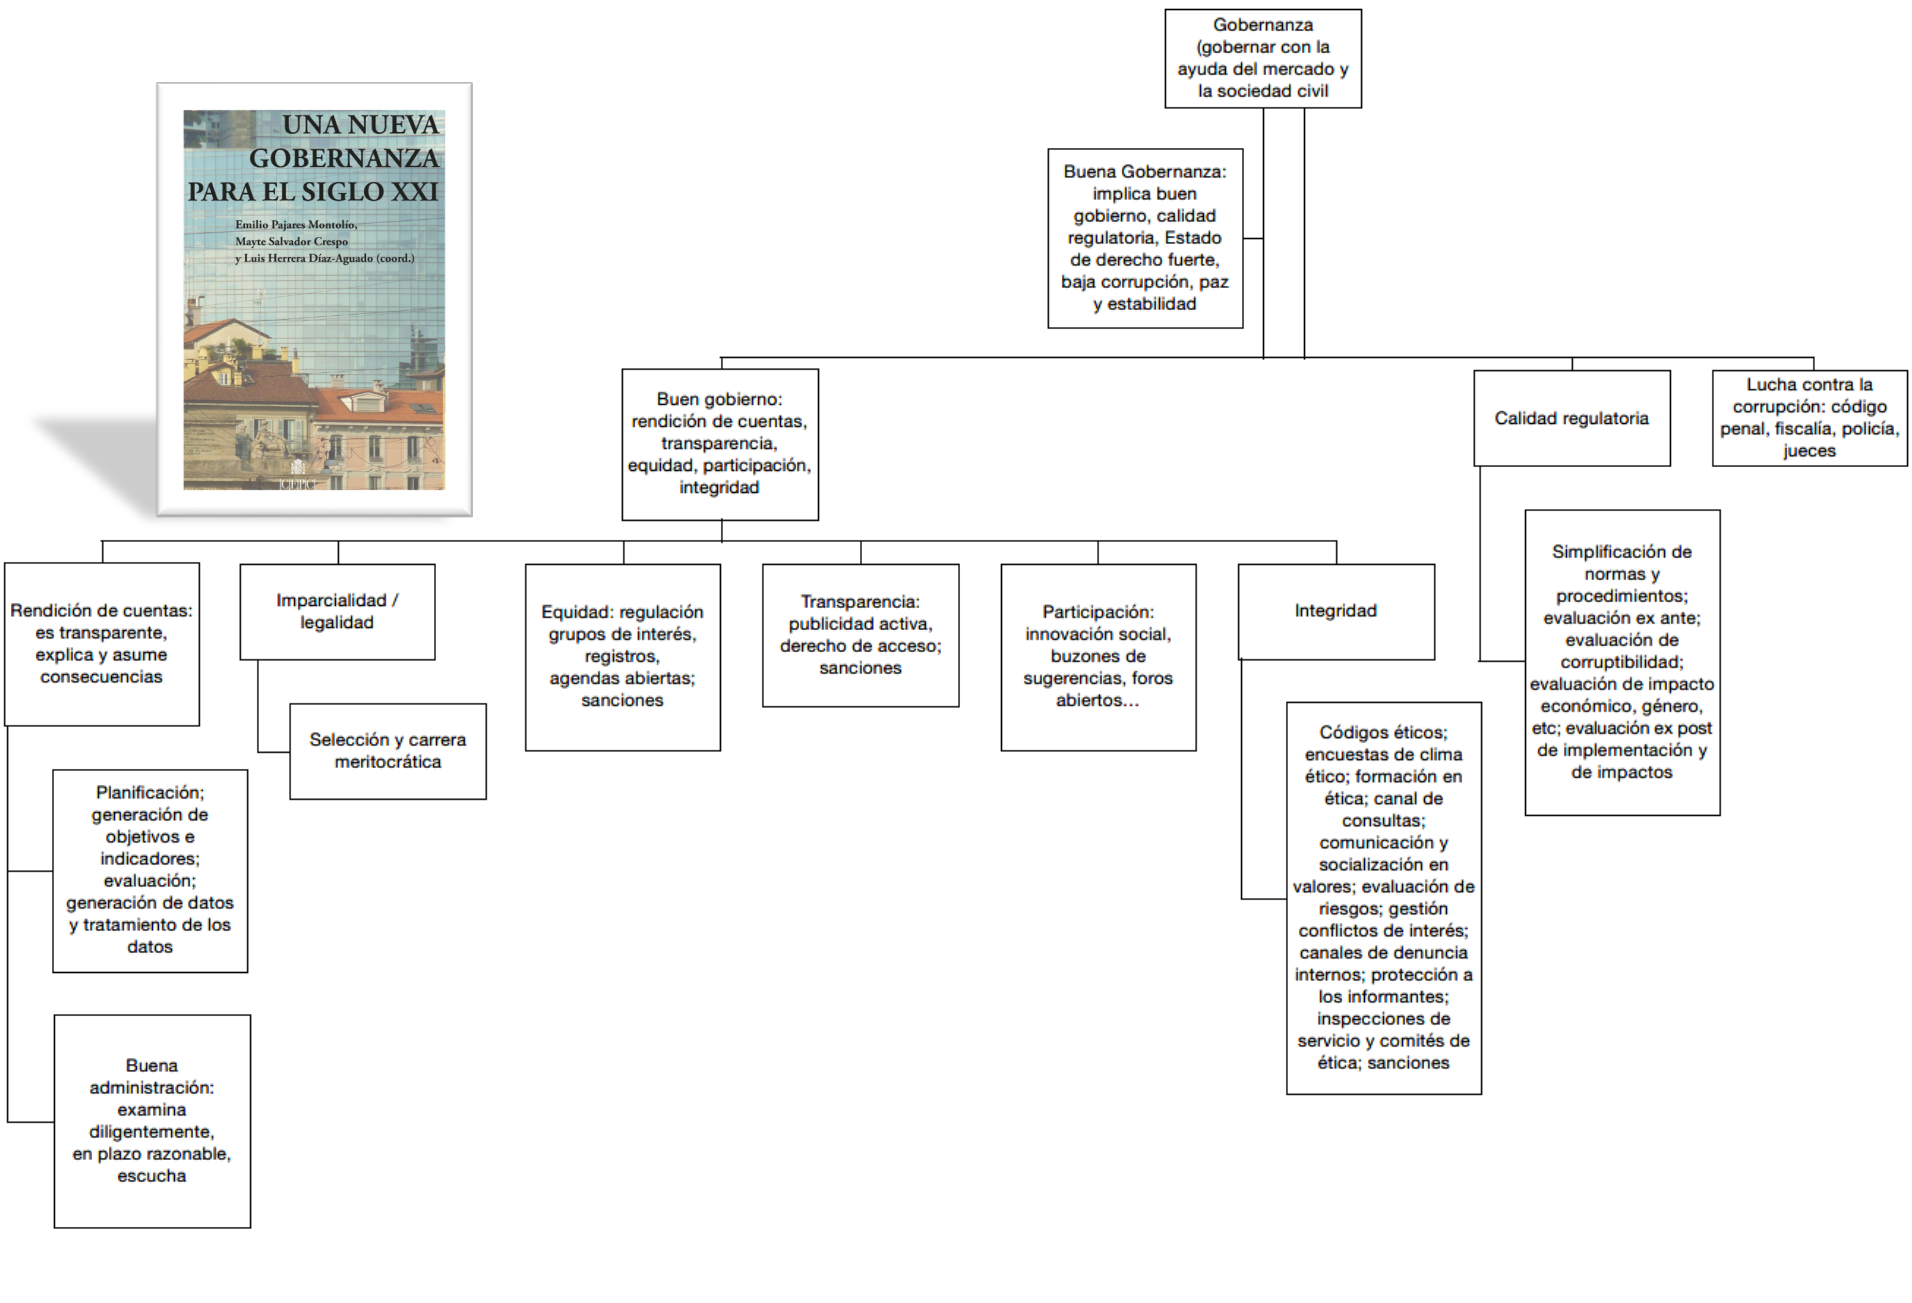 Gobernanza
(gobernar con la
ayuda del mercado y
la sociedad civil
UNA NUEVA
GOBERNANZA
PARA EL SIGLO XXI
Emilio Pajares Montolío,
Mayte Salvador Crespo
y Luis Herrera Díaz-Aguado (coord.)
Buena Gobernanza:
implica buen
gobierno, calidad
regulatoria, Estado
de derecho fuerte,
baja corrupción, paz
y estabilidad
Buen gobierno:
rendición de cuentas,
transparencia,
equidad, participación,
integridad
Calidad regulatoria
Lucha contra la
corrupción: código
penal, fiscalía, policía,
jueces
Simplificación de
normas y
procedimientos;
evaluación ex ante;
evaluación de
corruptibilidad;
evaluación de impacto
económico, género,
etc; evaluación ex post
de implementación y
de impactos
Rendición de cuentas:
es transparente,
explica y asume
consecuencias
Imparcialidad /
legalidad
Equidad: regulación
grupos de interés,
registros,
agendas abiertas;
sanciones
Transparencia:
publicidad activa,
derecho de acceso;
sanciones
Participación:
innovación social,
buzones de
sugerencias, foros
abiertos...
Integridad
Selección y carrera
meritocrática
Códigos éticos;
encuestas de clima
ético; formación en
ética; canal de
consultas;
comunicación y
socialización en
valores; evaluación de
riesgos; gestión
conflictos de interés;
canales de denuncia
internos; protección a
los informantes;
inspecciones de
servicio y comités de
ética; sanciones
Planificación;
generación de
objetivos e
indicadores;
evaluación;
generación de datos
y tratamiento de los
datos
Buena
administración:
examina
diligentemente,
en plazo razonable,
escucha